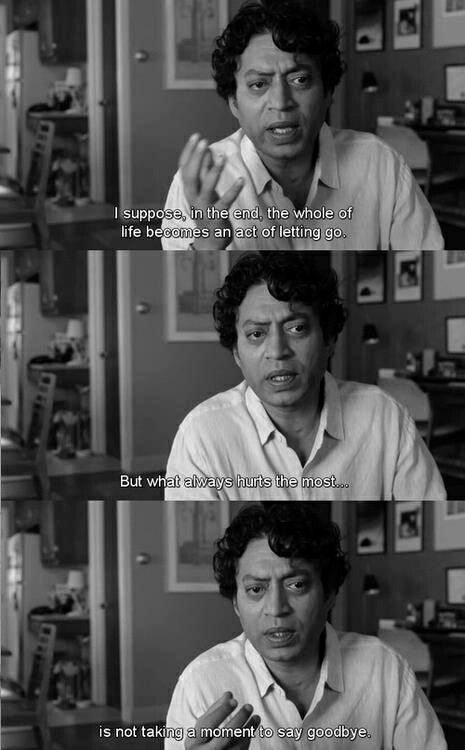 I suppose, in the end, the whole of
life becomes an act of letting go.
But what always hurts the most...
is not taking a moment to say goodbye.